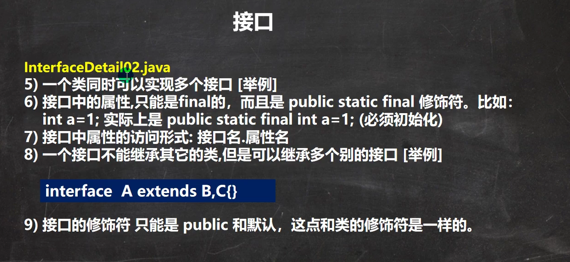 接口
InterfaceDetail02.java
5) 一个类同时可以实现多个接口 [举例]
6) 接口中的属性,只能是final的，而且是 public static final 修饰符。比如：
int a=1; 实际上是 public static final int a=1; (必须初始化)
7) 接口中属性的访问形式: 接口名.属性名
8) 一个接口不能继承其它的类,但是可以继承多个别的接口 [举例]
interface A extends B,C{}
9) 接口的修饰符 只能是 public 和默认，这点和类的修饰符是一样的。